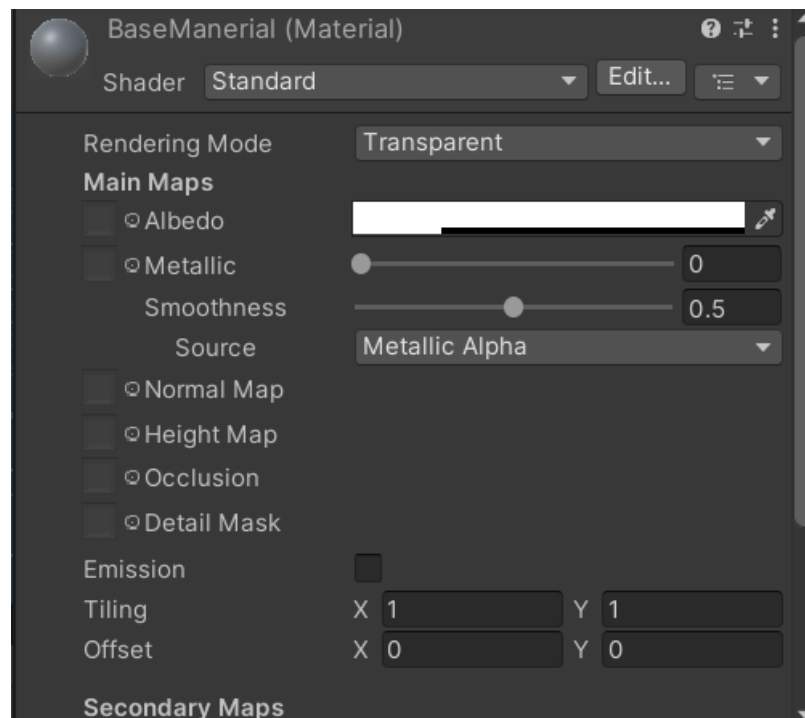 BaseManerial (Material)
Shader Standard Edit...
Rendering Mode Transparent
Main Maps
Albedo
Metallic 0
Smoothness 0.5
Source Metallic Alpha
Normal Map
Height Map
Occlusion
Detail Mask
Emission
Tiling X 1 Y 1
Offset X 0 Y 0
Secondary Maps